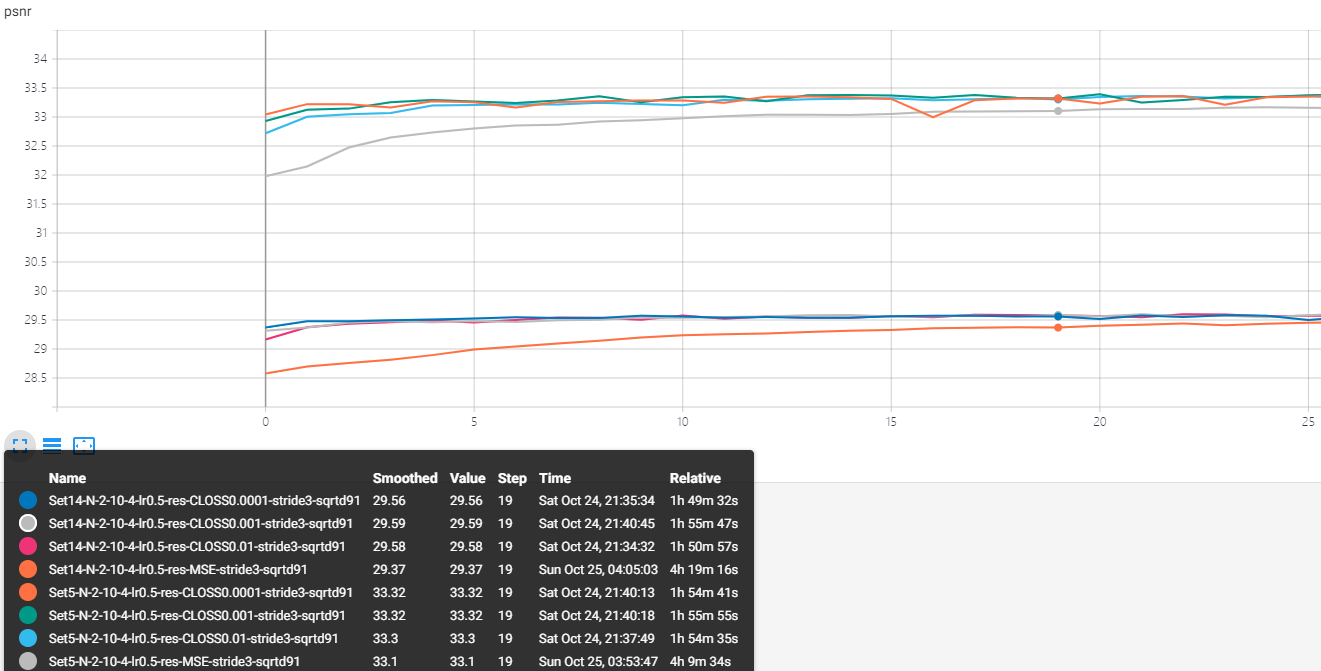 psnr
34
33.5
33
32.5
32
31.5
31
30.5
30
29.5
29
28.5
0 5 10 15 20 25
Name Smoothed Value Step Time Relative
Set14-N-2-10-4-lr0.5-res-CLOSS0.0001-stride3-sqrtd91 29.56 29.56 19 Sat Oct 24, 21:35:34 1h 49m 32s
Set14-N-2-10-4-lr0.5-res-CLOSS0.001-stride3-sqrtd91 29.59 29.59 19 Sat Oct 24, 21:40:45 1h 55m 47s
Set14-N-2-10-4-lr0.5-res-CLOSS0.01-stride3-sqrtd91 29.58 29.58 19 Sat Oct 24, 21:34:32 1h 50m 57s
Set14-N-2-10-4-lr0.5-res-MSE-stride3-sqrtd91 29.37 29.37 19 Sun Oct 25, 04:05:03 4h 19m 16s
Set5-N-2-10-4-lr0.5-res-CLOSS0.0001-stride3-sqrtd91 33.32 33.32 19 Sat Oct 24, 21:40:13 1h 54m 41s
Set5-N-2-10-4-lr0.5-res-CLOSS0.001-stride3-sqrtd91 33.32 33.32 19 Sat Oct 24, 21:40:18 1h 55m 55s
Set5-N-2-10-4-lr0.5-res-CLOSS0.01-stride3-sqrtd91 33.3 33.3 19 Sat Oct 24, 21:37:49 1h 54m 35s
Set5-N-2-10-4-lr0.5-res-MSE-stride3-sqrtd91 33.1 33.1 19 Sun Oct 25, 03:53:47 4h 9m 34s